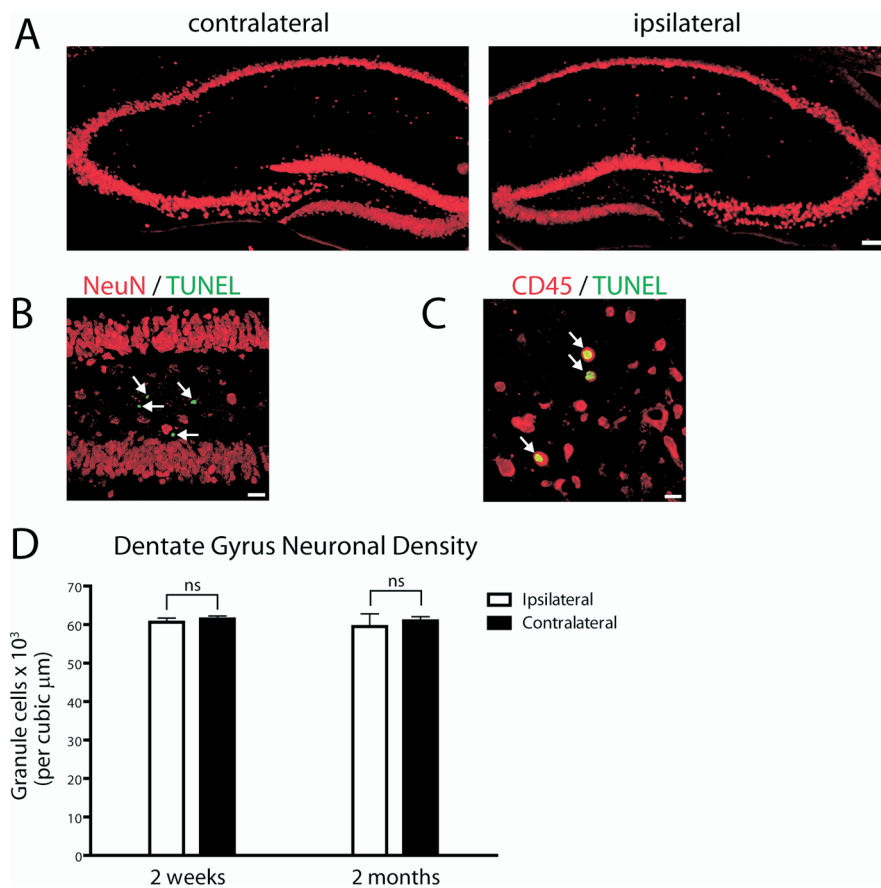 A
contralateral
ipsilateral
NeuN / TUNEL
B
CD45 / TUNEL
C
D
Dentate Gyrus Neuronal Density
Granule cells x 10³
(per cubic µm)
70
60
50
40
30
20
10
0
ns
ns
Ipsilateral
Contralateral
2 weeks
2 months